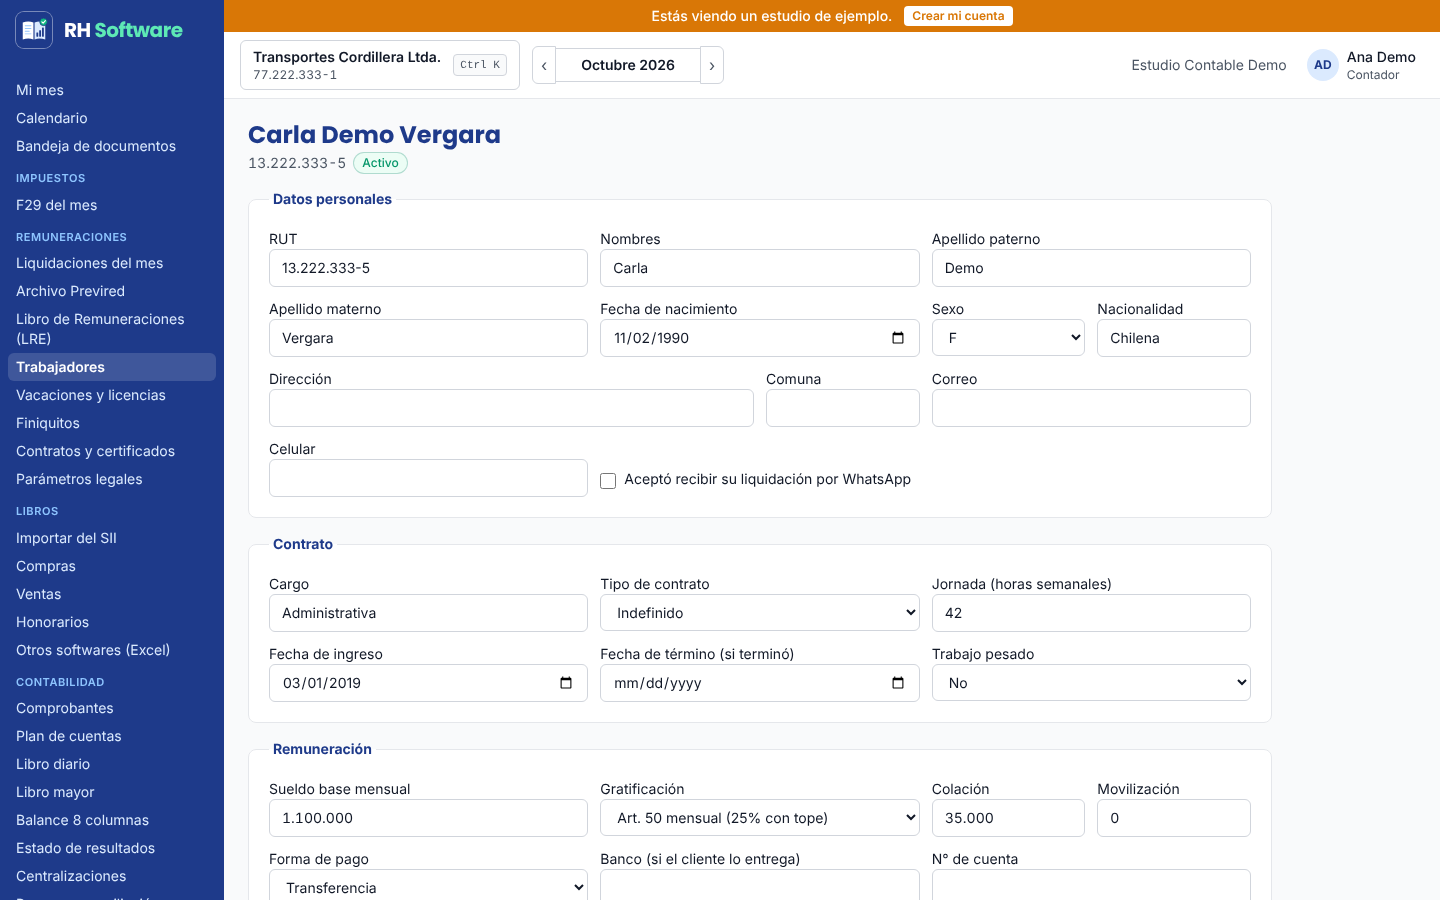 Estás viendo un estudio de ejemplo. Crear mi cuenta
RH Software
Transportes Cordillera Ltda.
77.222.333-1
Ctrl K
‹ Octubre 2026 ›
Estudio Contable Demo
AD
Ana Demo
Contador
Mi mes
Calendario
Bandeja de documentos
IMPUESTOS
F29 del mes
REMUNERACIONES
Liquidaciones del mes
Archivo Previred
Libro de Remuneraciones
(LRE)
Trabajadores
Vacaciones y licencias
Finiquitos
Contratos y certificados
Parámetros legales
LIBROS
Importar del SII
Compras
Ventas
Honorarios
Otros softwares (Excel)
CONTABILIDAD
Comprobantes
Plan de cuentas
Libro diario
Libro mayor
Balance 8 columnas
Estado de resultados
Centralizaciones
Carla Demo Vergara
13.222.333-5 Activo
Datos personales
RUT Nombres Apellido paterno
13.222.333-5 Carla Demo
Apellido materno Fecha de nacimiento Sexo Nacionalidad
Vergara 11/02/1990 F Chilena
Dirección Comuna Correo
Celular
Aceptó recibir su liquidación por WhatsApp
Contrato
Cargo Tipo de contrato Jornada (horas semanales)
Administrativa Indefinido 42
Fecha de ingreso Fecha de término (si terminó) Trabajo pesado
03/01/2019 mm/dd/yyyy No
Remuneración
Sueldo base mensual Gratificación Colación Movilización
1.100.000 Art. 50 mensual (25% con tope) 35.000 0
Forma de pago Banco (si el cliente lo entrega) N° de cuenta
Transferencia